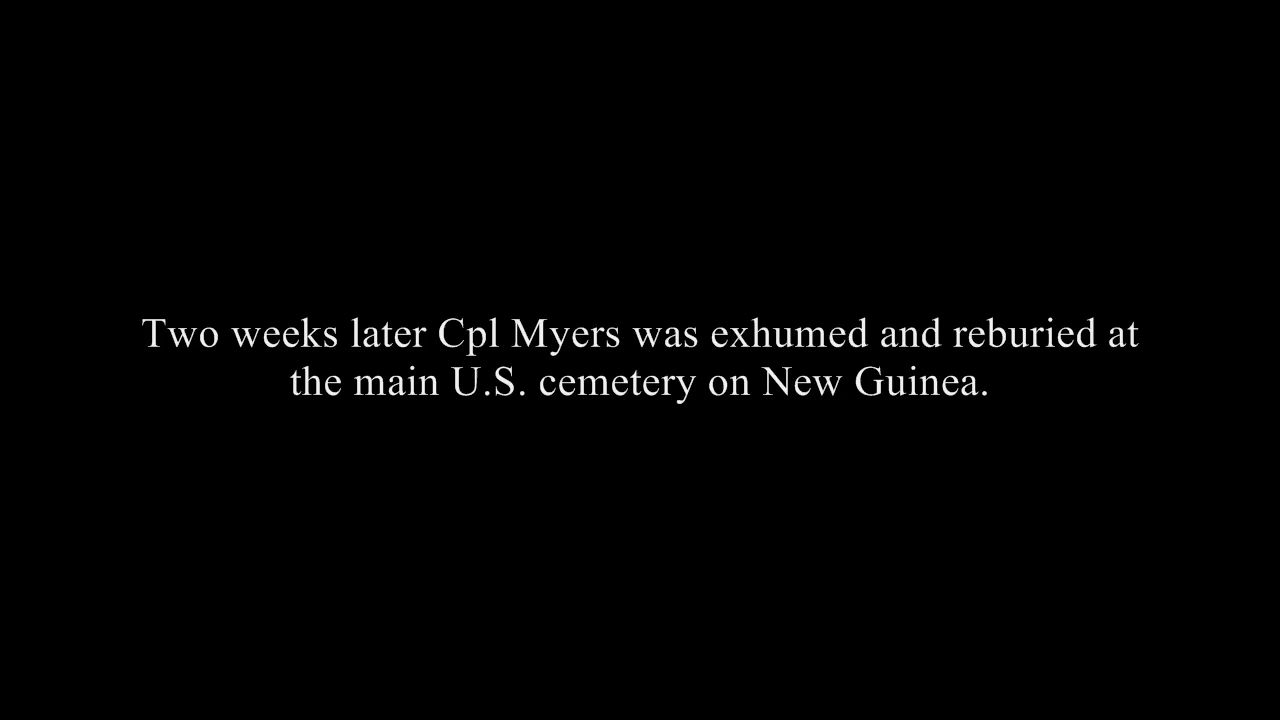 Two weeks later Cpl Myers was exhumed and reburied at
the main U.S. cemetery on New Guinea.